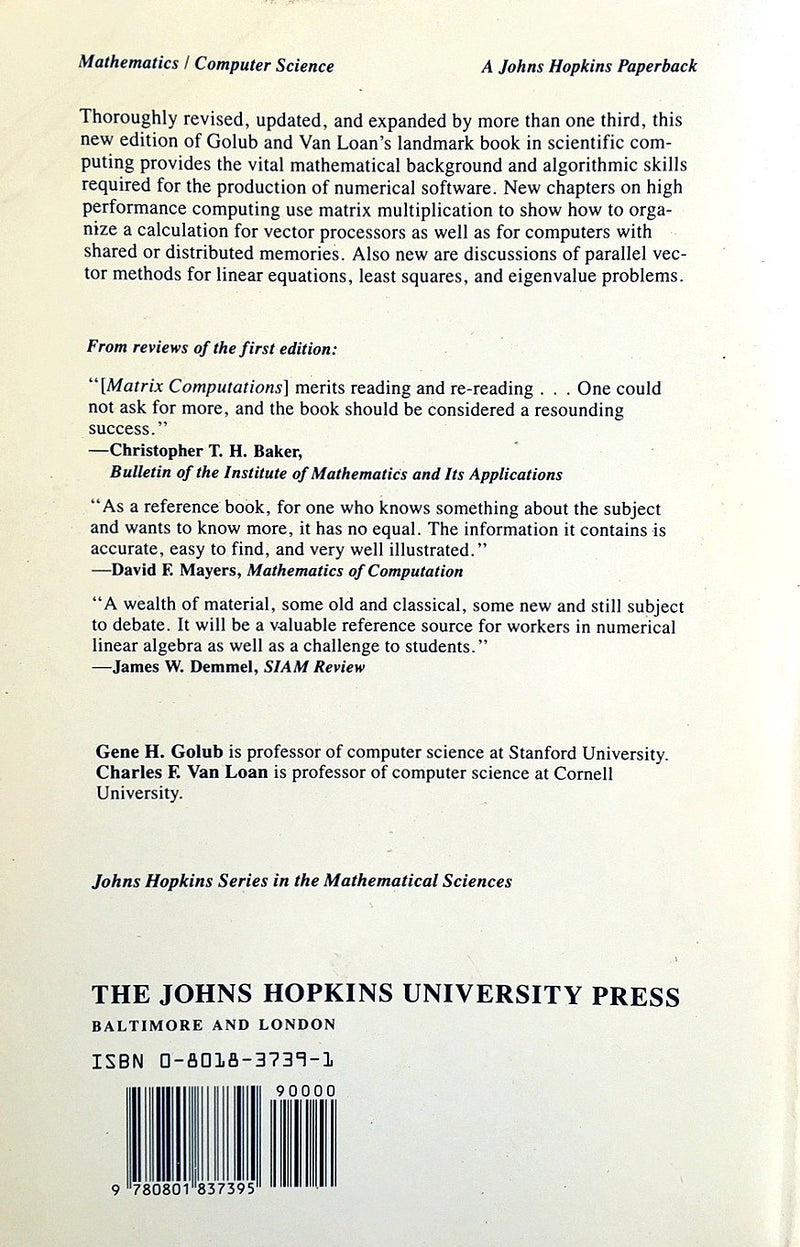 Mathematics / Computer Science
A Johns Hopkins Paperback
Thoroughly revised, updated, and expanded by more than one third, this
new edition of Golub and Van Loan's landmark book in scientific com-
puting provides the vital mathematical background and algorithmic skills
required for the production of numerical software. New chapters on high
performance computing use matrix multiplication to show how to orga-
nize a calculation for vector processors as well as for computers with
shared or distributed memories. Also new are discussions of parallel vec-
tor methods for linear equations, least squares, and eigenvalue problems.
From reviews of the first edition:
“[Matrix Computations] merits reading and re-reading . . . One could
not ask for more, and the book should be considered a resounding
success.”
—Christopher T. H. Baker,
Bulletin of the Institute of Mathematics and Its Applications
“As a reference book, for one who knows something about the subject
and wants to know more, it has no equal. The information it contains is
accurate, easy to find, and very well illustrated.”
—David F. Mayers, Mathematics of Computation
“A wealth of material, some old and classical, some new and still subject
to debate. It will be a valuable reference source for workers in numerical
linear algebra as well as a challenge to students.”
—James W. Demmel, SIAM Review
Gene H. Golub is professor of computer science at Stanford University.
Charles F. Van Loan is professor of computer science at Cornell
University.
Johns Hopkins Series in the Mathematical Sciences
THE JOHNS HOPKINS UNIVERSITY PRESS
BALTIMORE AND LONDON
ISBN 0-8018-3739-1
90000
9 780801 837395